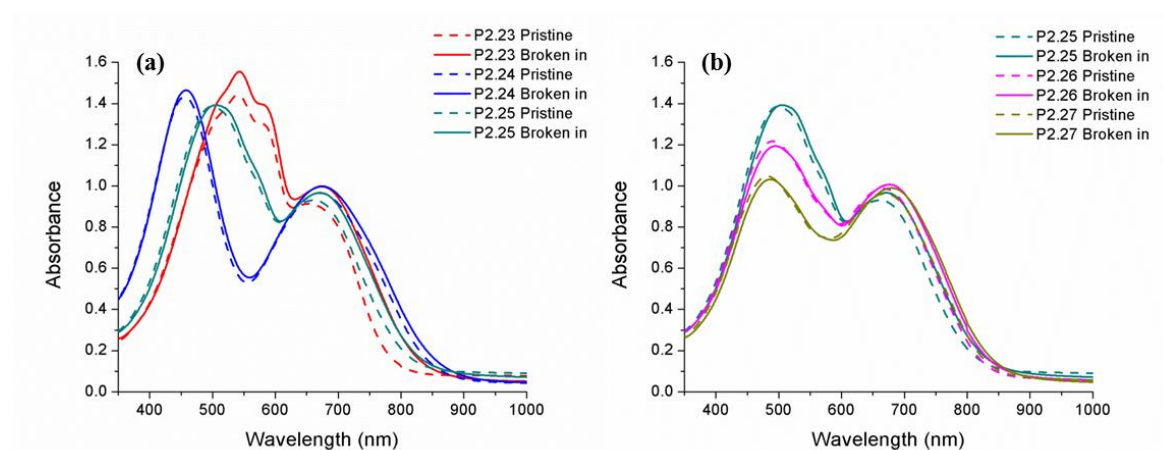 (a)
P2.23 Pristine
P2.23 Broken in
P2.24 Pristine
P2.24 Broken in
P2.25 Pristine
P2.25 Broken in
1.6
1.4
1.2
1.0
0.8
0.6
0.4
0.2
0.0
Absorbance
400 500 600 700 800 900 1000
Wavelength (nm)
(b)
P2.25 Pristine
P2.25 Broken in
P2.26 Pristine
P2.26 Broken in
P2.27 Pristine
P2.27 Broken in
1.6
1.4
1.2
1.0
0.8
0.6
0.4
0.2
0.0
Absorbance
400 500 600 700 800 900 1000
Wavelength (nm)